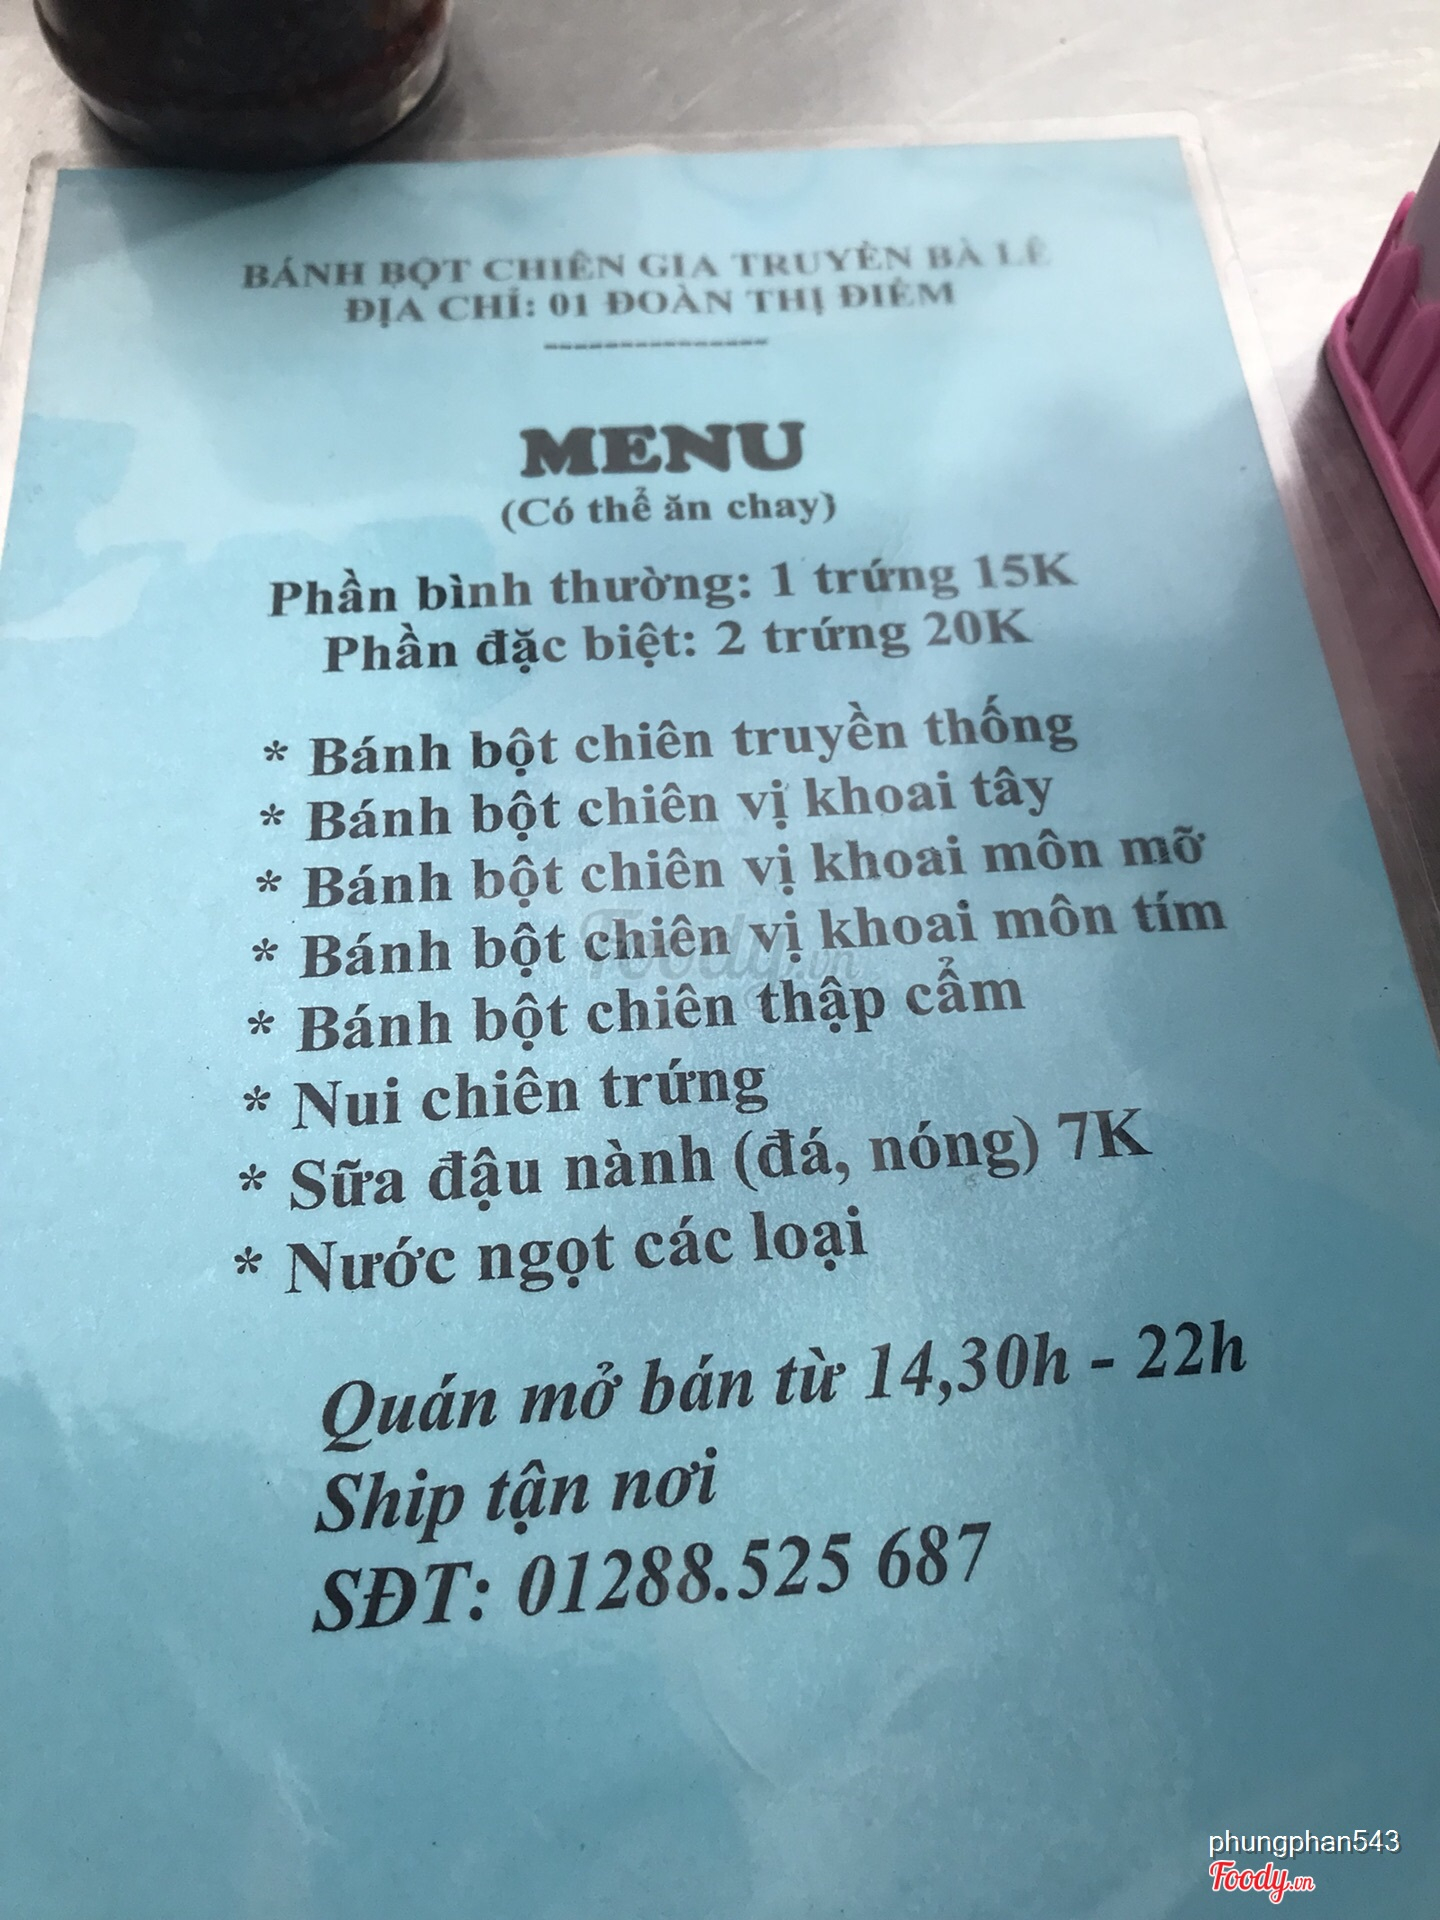 BÁNH BỘT CHIÊN GIA TRUYỀN BÀ LÊ
ĐỊA CHỈ: 01 ĐOÀN THỊ ĐIỂM
---------------
MENU
(Có thể ăn chay)
Phần bình thường: 1 trứng 15K
Phần đặc biệt: 2 trứng 20K
* Bánh bột chiên truyền thống
* Bánh bột chiên vị khoai tây
* Bánh bột chiên vị khoai môn mỡ
* Bánh bột chiên vị khoai môn tím
* Bánh bột chiên thập cẩm
* Nui chiên trứng
* Sữa đậu nành (đá, nóng) 7K
* Nước ngọt các loại
Quán mở bán từ 14,30h - 22h
Ship tận nơi
SĐT: 01288.525 687
Foody.vn
phungphan543
Foody.vn